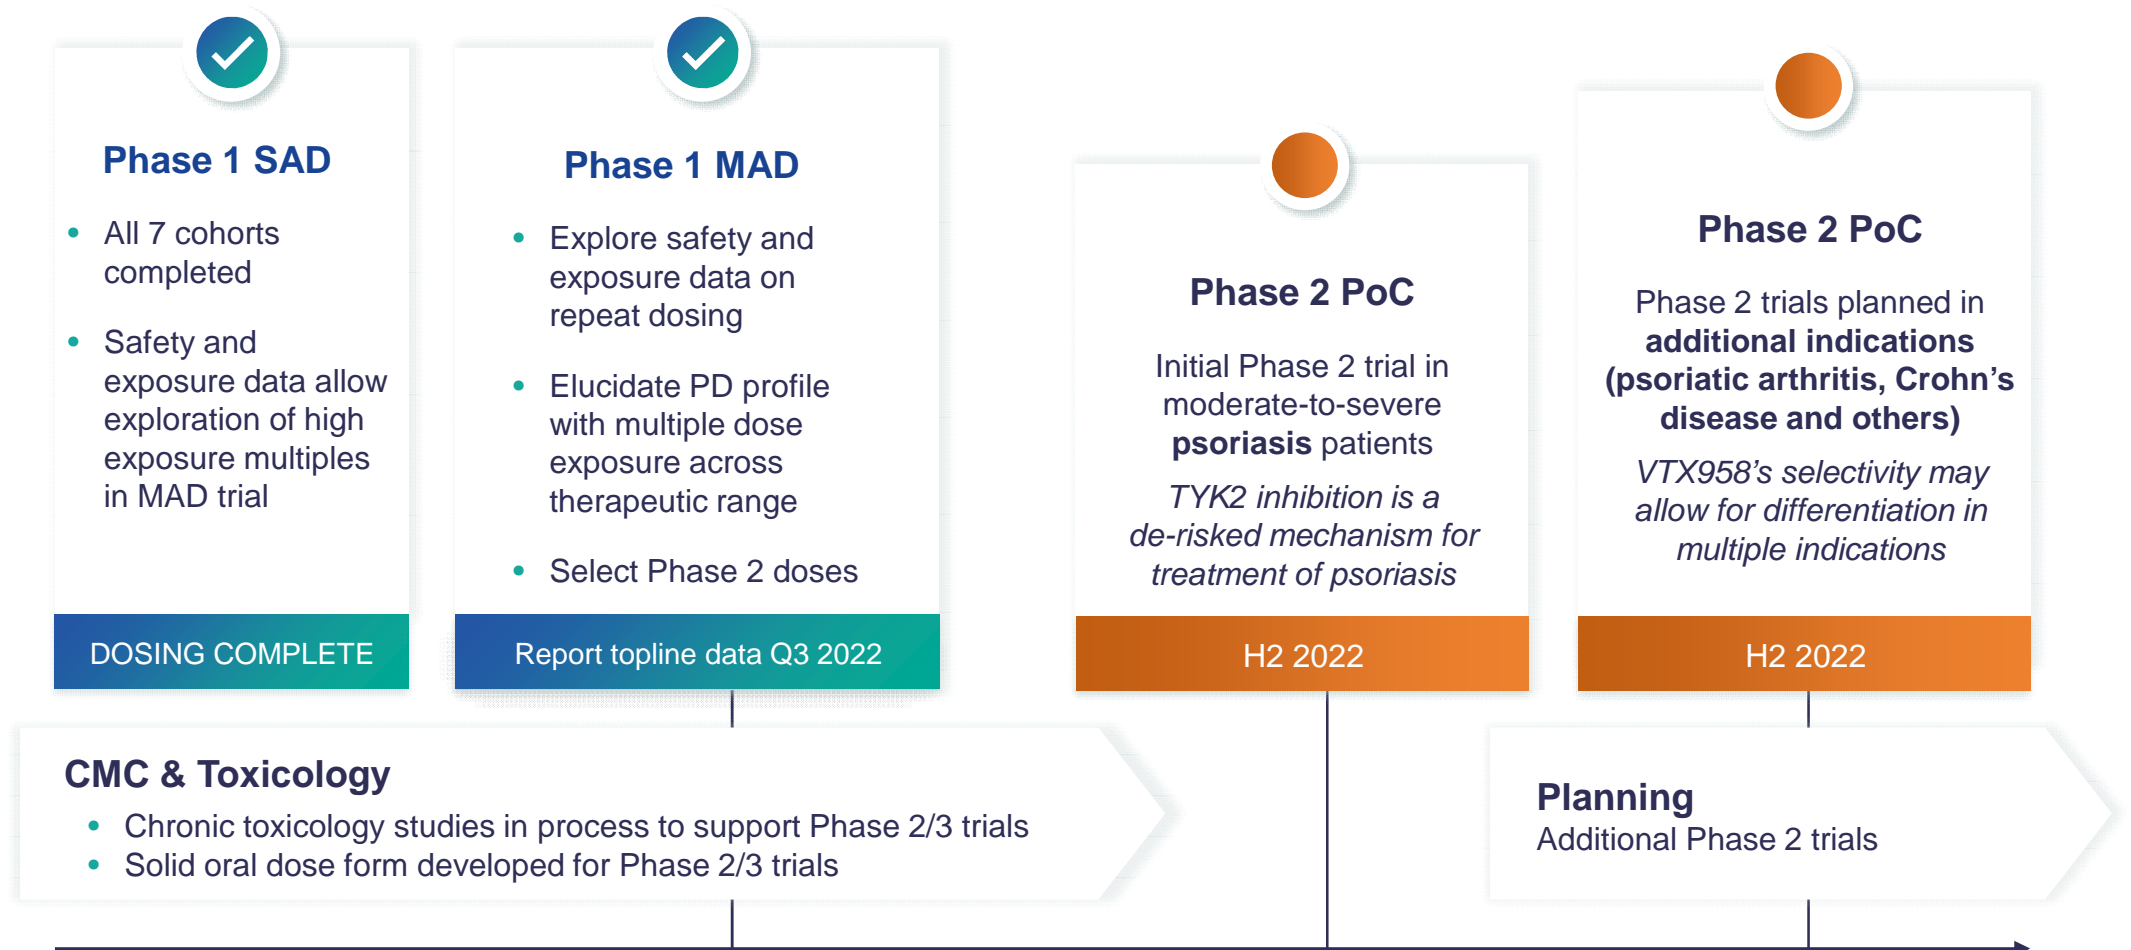 Phase 1 SAD
• All 7 cohorts
completed
• Safety and
exposure data allow
exploration of high
exposure multiples
in MAD trial
DOSING COMPLETE
Phase 1 MAD
• Explore safety and
exposure data on
repeat dosing
• Elucidate PD profile
with multiple dose
exposure across
therapeutic range
• Select Phase 2 doses
Report topline data Q3 2022
Phase 2 PoC
Initial Phase 2 trial in
moderate-to-severe
psoriasis patients
TYK2 inhibition is a
de-risked mechanism for
treatment of psoriasis
H2 2022
Phase 2 PoC
Phase 2 trials planned in
additional indications
(psoriatic arthritis, Crohn’s
disease and others)
VTX958’s selectivity may
allow for differentiation in
multiple indications
H2 2022
CMC & Toxicology
• Chronic toxicology studies in process to support Phase 2/3 trials
• Solid oral dose form developed for Phase 2/3 trials
Planning
Additional Phase 2 trials